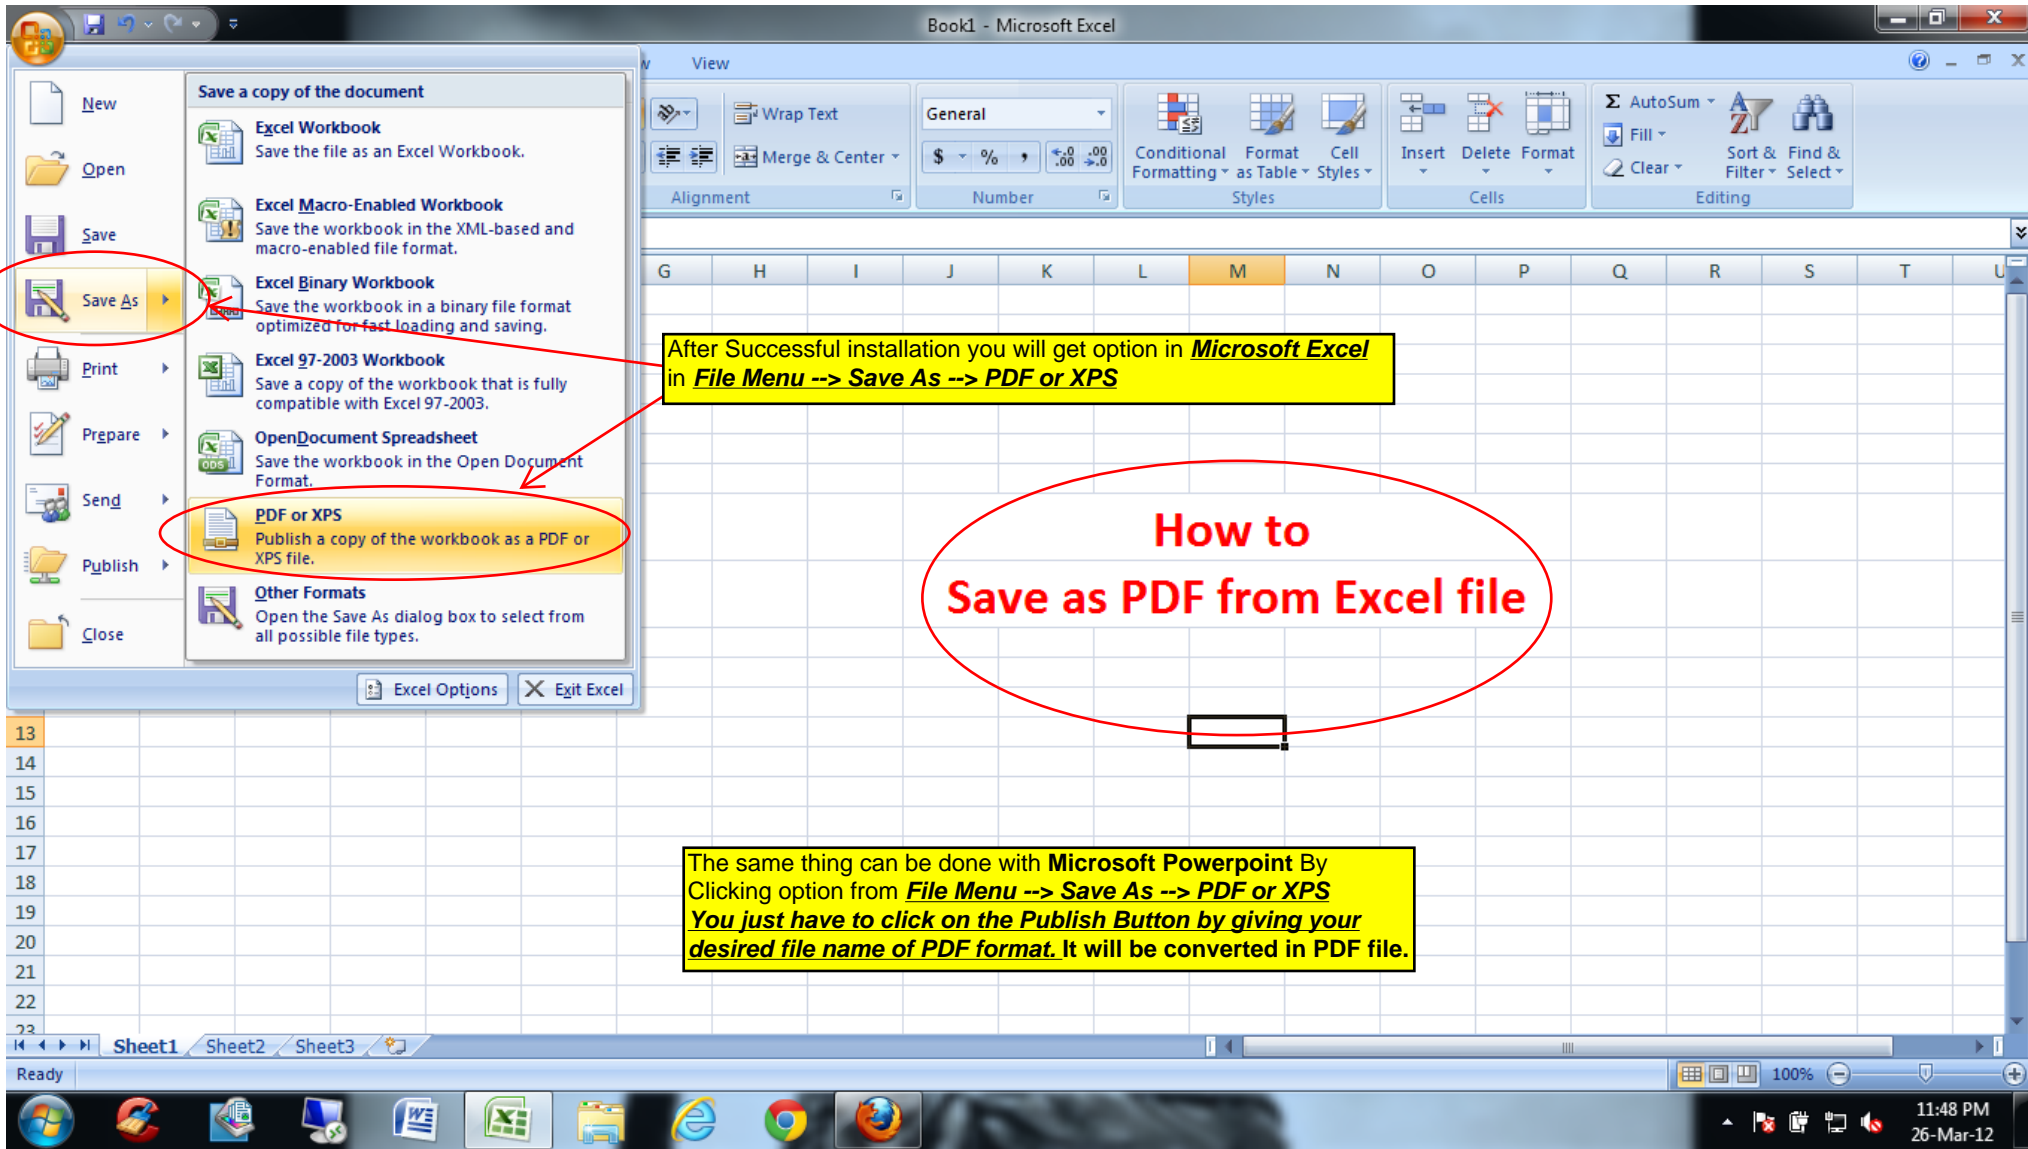 Book1 - Microsoft Excel
View
New
Open
Save
Save As
Print
Prepare
Send
Publish
Close
Save a copy of the document
Excel Workbook
Save the file as an Excel Workbook.
Excel Macro-Enabled Workbook
Save the workbook in the XML-based and
macro-enabled file format.
Excel Binary Workbook
Save the workbook in a binary file format
optimized for fast loading and saving.
Excel 97-2003 Workbook
Save a copy of the workbook that is fully
compatible with Excel 97-2003.
OpenDocument Spreadsheet
Save the workbook in the Open Document
Format.
PDF or XPS
Publish a copy of the workbook as a PDF or
XPS file.
Other Formats
Open the Save As dialog box to select from
all possible file types.
Excel Options
Exit Excel
Wrap Text
Merge & Center
Alignment
General
$ % ,
Number
Conditional Formatting
Format as Table
Cell Styles
Styles
Insert
Delete
Format
Cells
Σ AutoSum
Fill
Clear
Sort & Filter
Find & Select
Editing
G H I J K L M N O P Q R S T U
After Successful installation you will get option in Microsoft Excel
in File Menu --> Save As --> PDF or XPS
How to
Save as PDF from Excel file
13
14
15
16
17
18
19
20
21
22
23
The same thing can be done with Microsoft Powerpoint By
Clicking option from File Menu --> Save As --> PDF or XPS
You just have to click on the Publish Button by giving your
desired file name of PDF format. It will be converted in PDF file.
Sheet1 Sheet2 Sheet3
Ready
100%
11:48 PM
26-Mar-12